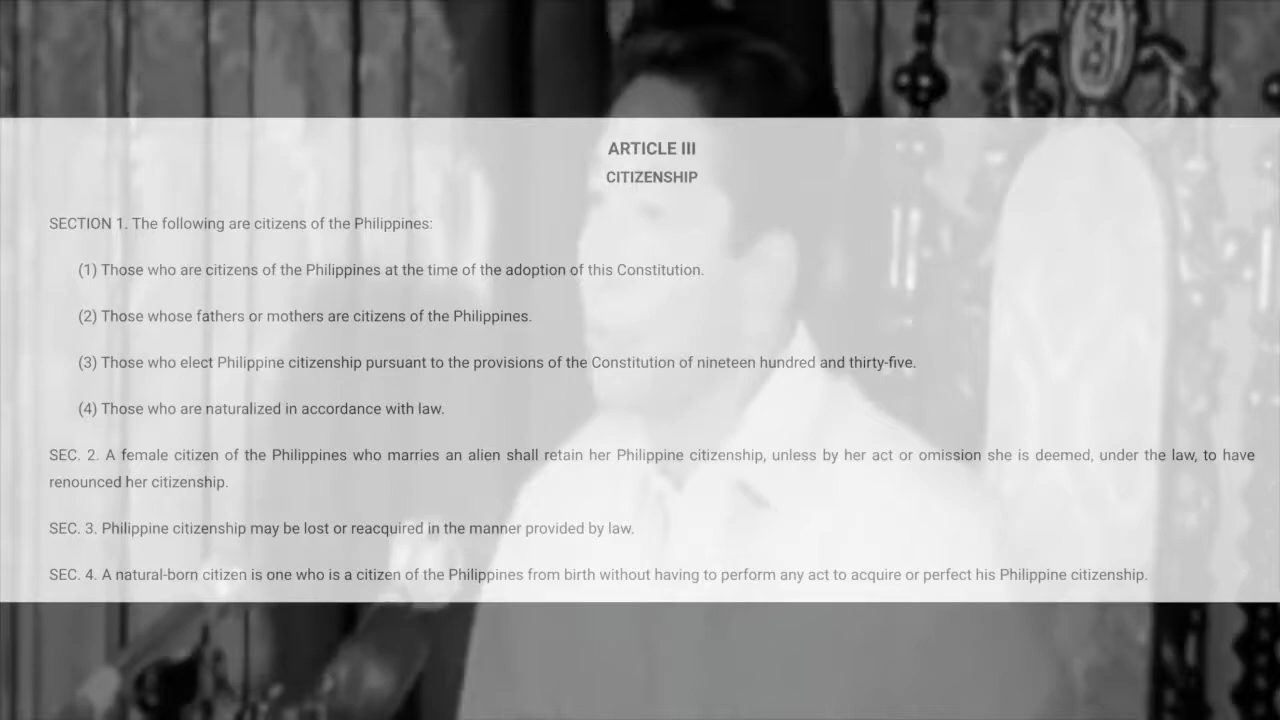 ARTICLE III
CITIZENSHIP
SECTION 1. The following are citizens of the Philippines:
(1) Those who are citizens of the Philippines at the time of the adoption of this Constitution.
(2) Those whose fathers or mothers are citizens of the Philippines.
(3) Those who elect Philippine citizenship pursuant to the provisions of the Constitution of nineteen hundred and thirty-five.
(4) Those who are naturalized in accordance with law.
SEC. 2. A female citizen of the Philippines who marries an alien shall retain her Philippine citizenship, unless by her act or omission she is deemed, under the law, to have
renounced her citizenship.
SEC. 3. Philippine citizenship may be lost or reacquired in the manner provided by law.
SEC. 4. A natural-born citizen is one who is a citizen of the Philippines from birth without having to perform any act to acquire or perfect his Philippine citizenship.